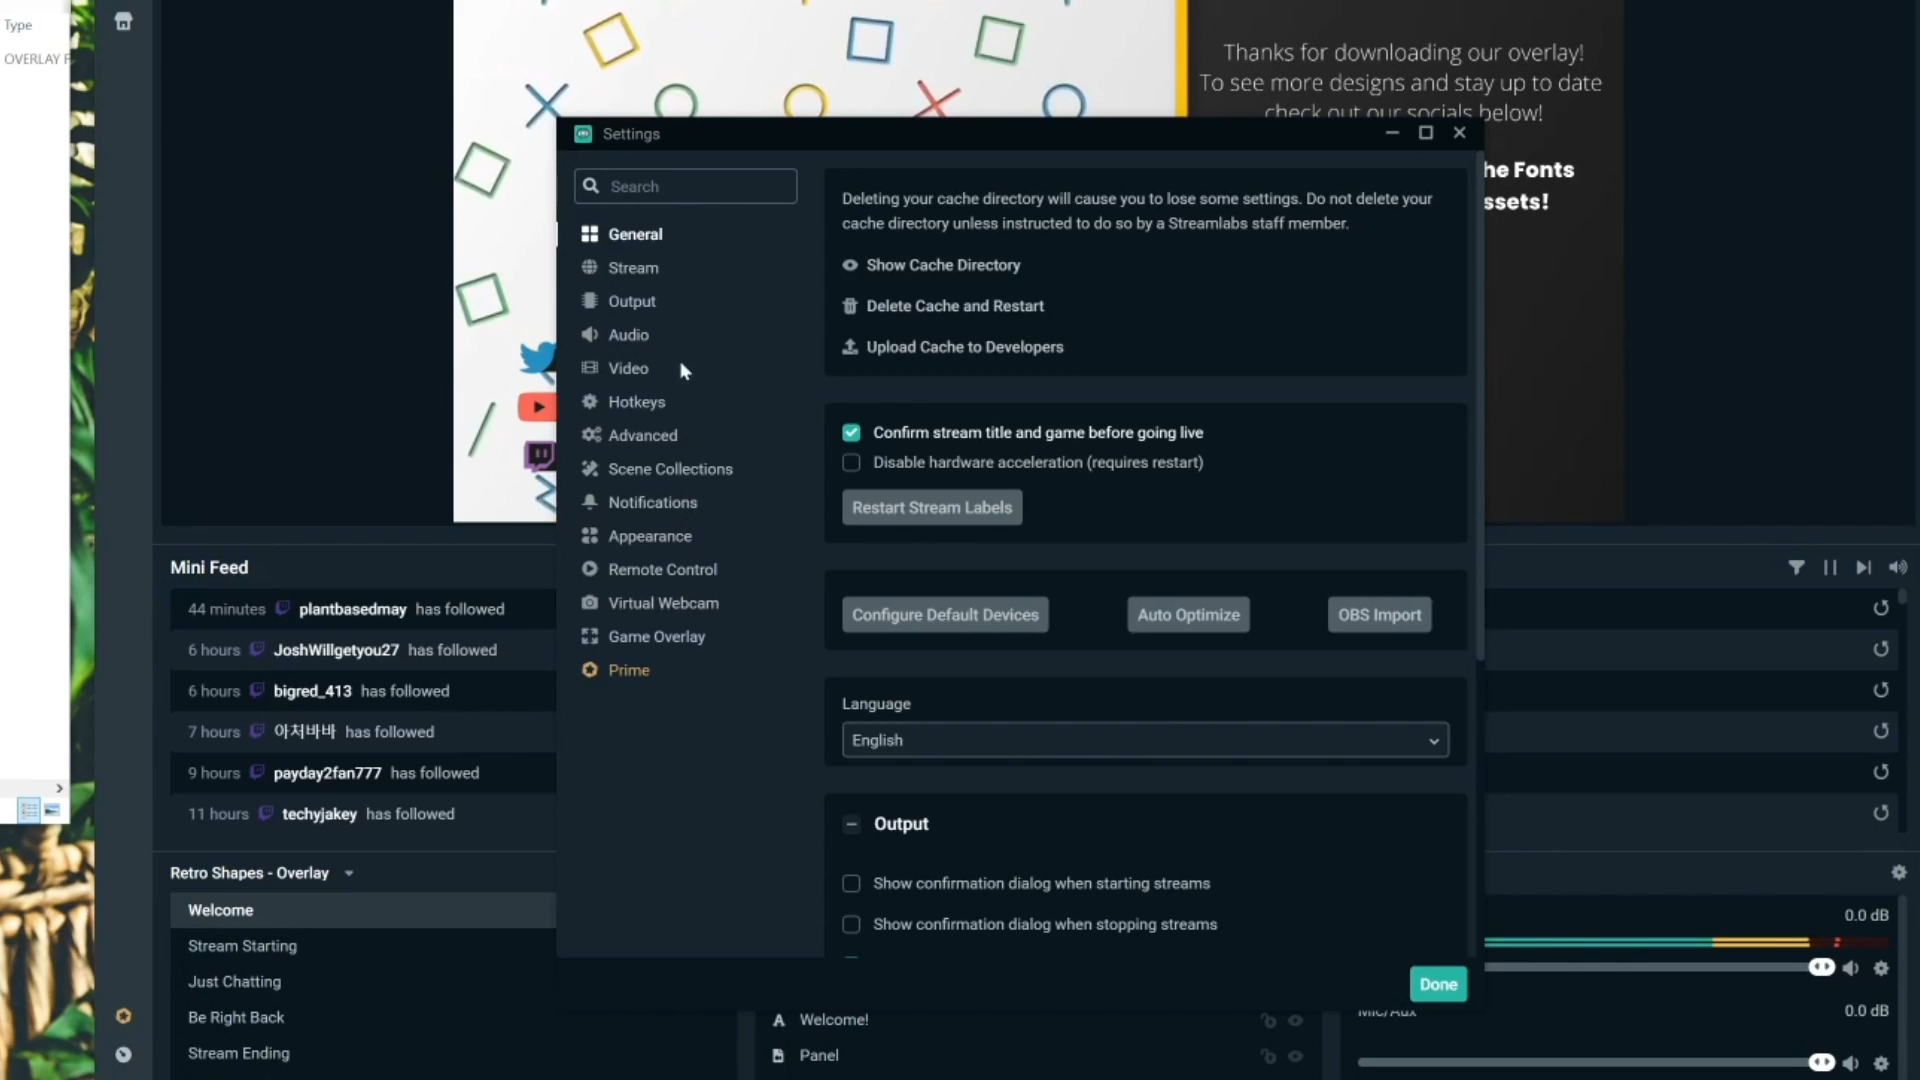 Type
OVERLAY F
Thanks for downloading our overlay!
To see more designs and stay up to date
check out our socials below!
he Fonts
ssets!
Settings
Search
General
Stream
Output
Audio
Video
Hotkeys
Advanced
Scene Collections
Notifications
Appearance
Remote Control
Virtual Webcam
Game Overlay
Prime
Deleting your cache directory will cause you to lose some settings. Do not delete your
cache directory unless instructed to do so by a Streamlabs staff member.
Show Cache Directory
Delete Cache and Restart
Upload Cache to Developers
Confirm stream title and game before going live
Disable hardware acceleration (requires restart)
Restart Stream Labels
Configure Default Devices Auto Optimize OBS Import
Language
English
Output
Show confirmation dialog when starting streams
Show confirmation dialog when stopping streams
Done
Mini Feed
44 minutes plantbasedmay has followed
6 hours JoshWillgetyou27 has followed
6 hours bigred_413 has followed
7 hours 아처바바 has followed
9 hours payday2fan777 has followed
11 hours techyjakey has followed
Retro Shapes - Overlay
Welcome
Stream Starting
Just Chatting
Be Right Back
Stream Ending
Welcome!
Panel
0.0 dB
Mic/Aux 0.0 dB